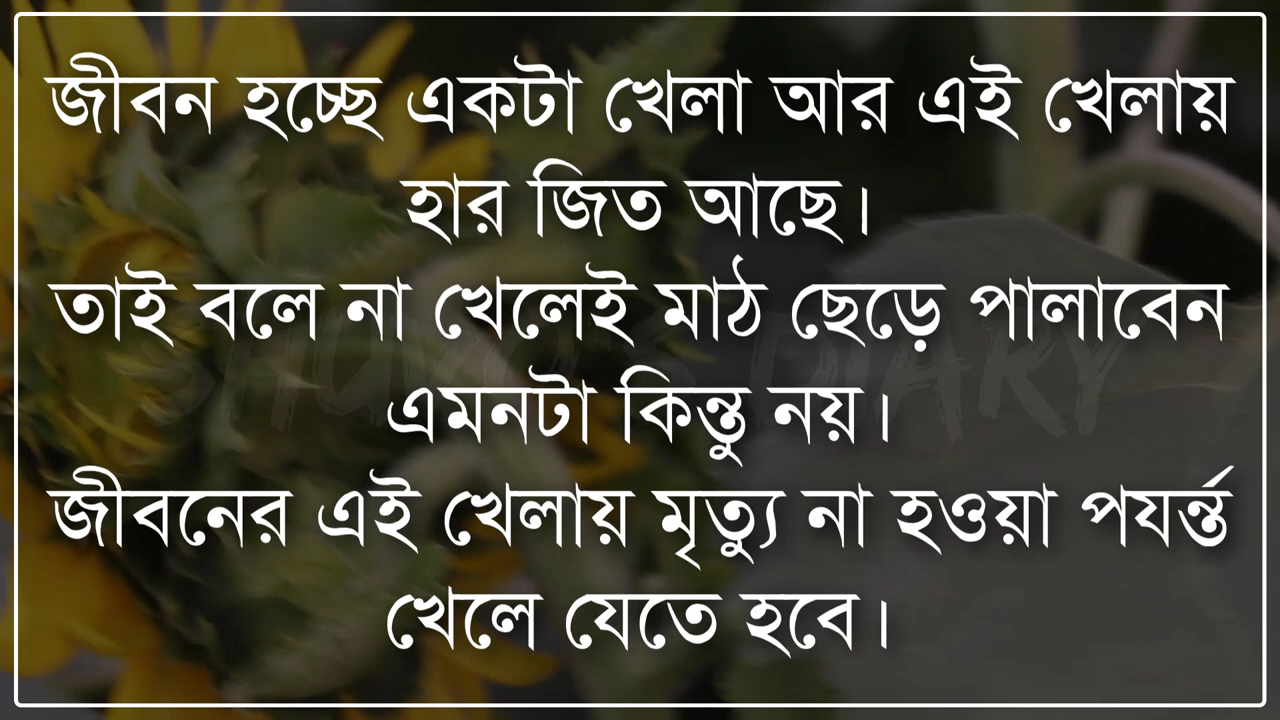 জীবন হচ্ছে একটা খেলা আর এই খেলায়
হার জিত আছে।
তাই বলে না খেলেই মাঠ ছেড়ে পালাবেন
এমনটা কিন্তু নয়।
জীবনের এই খেলায় মৃত্যু না হওয়া পযর্ন্ত
খেলে যেতে হবে।